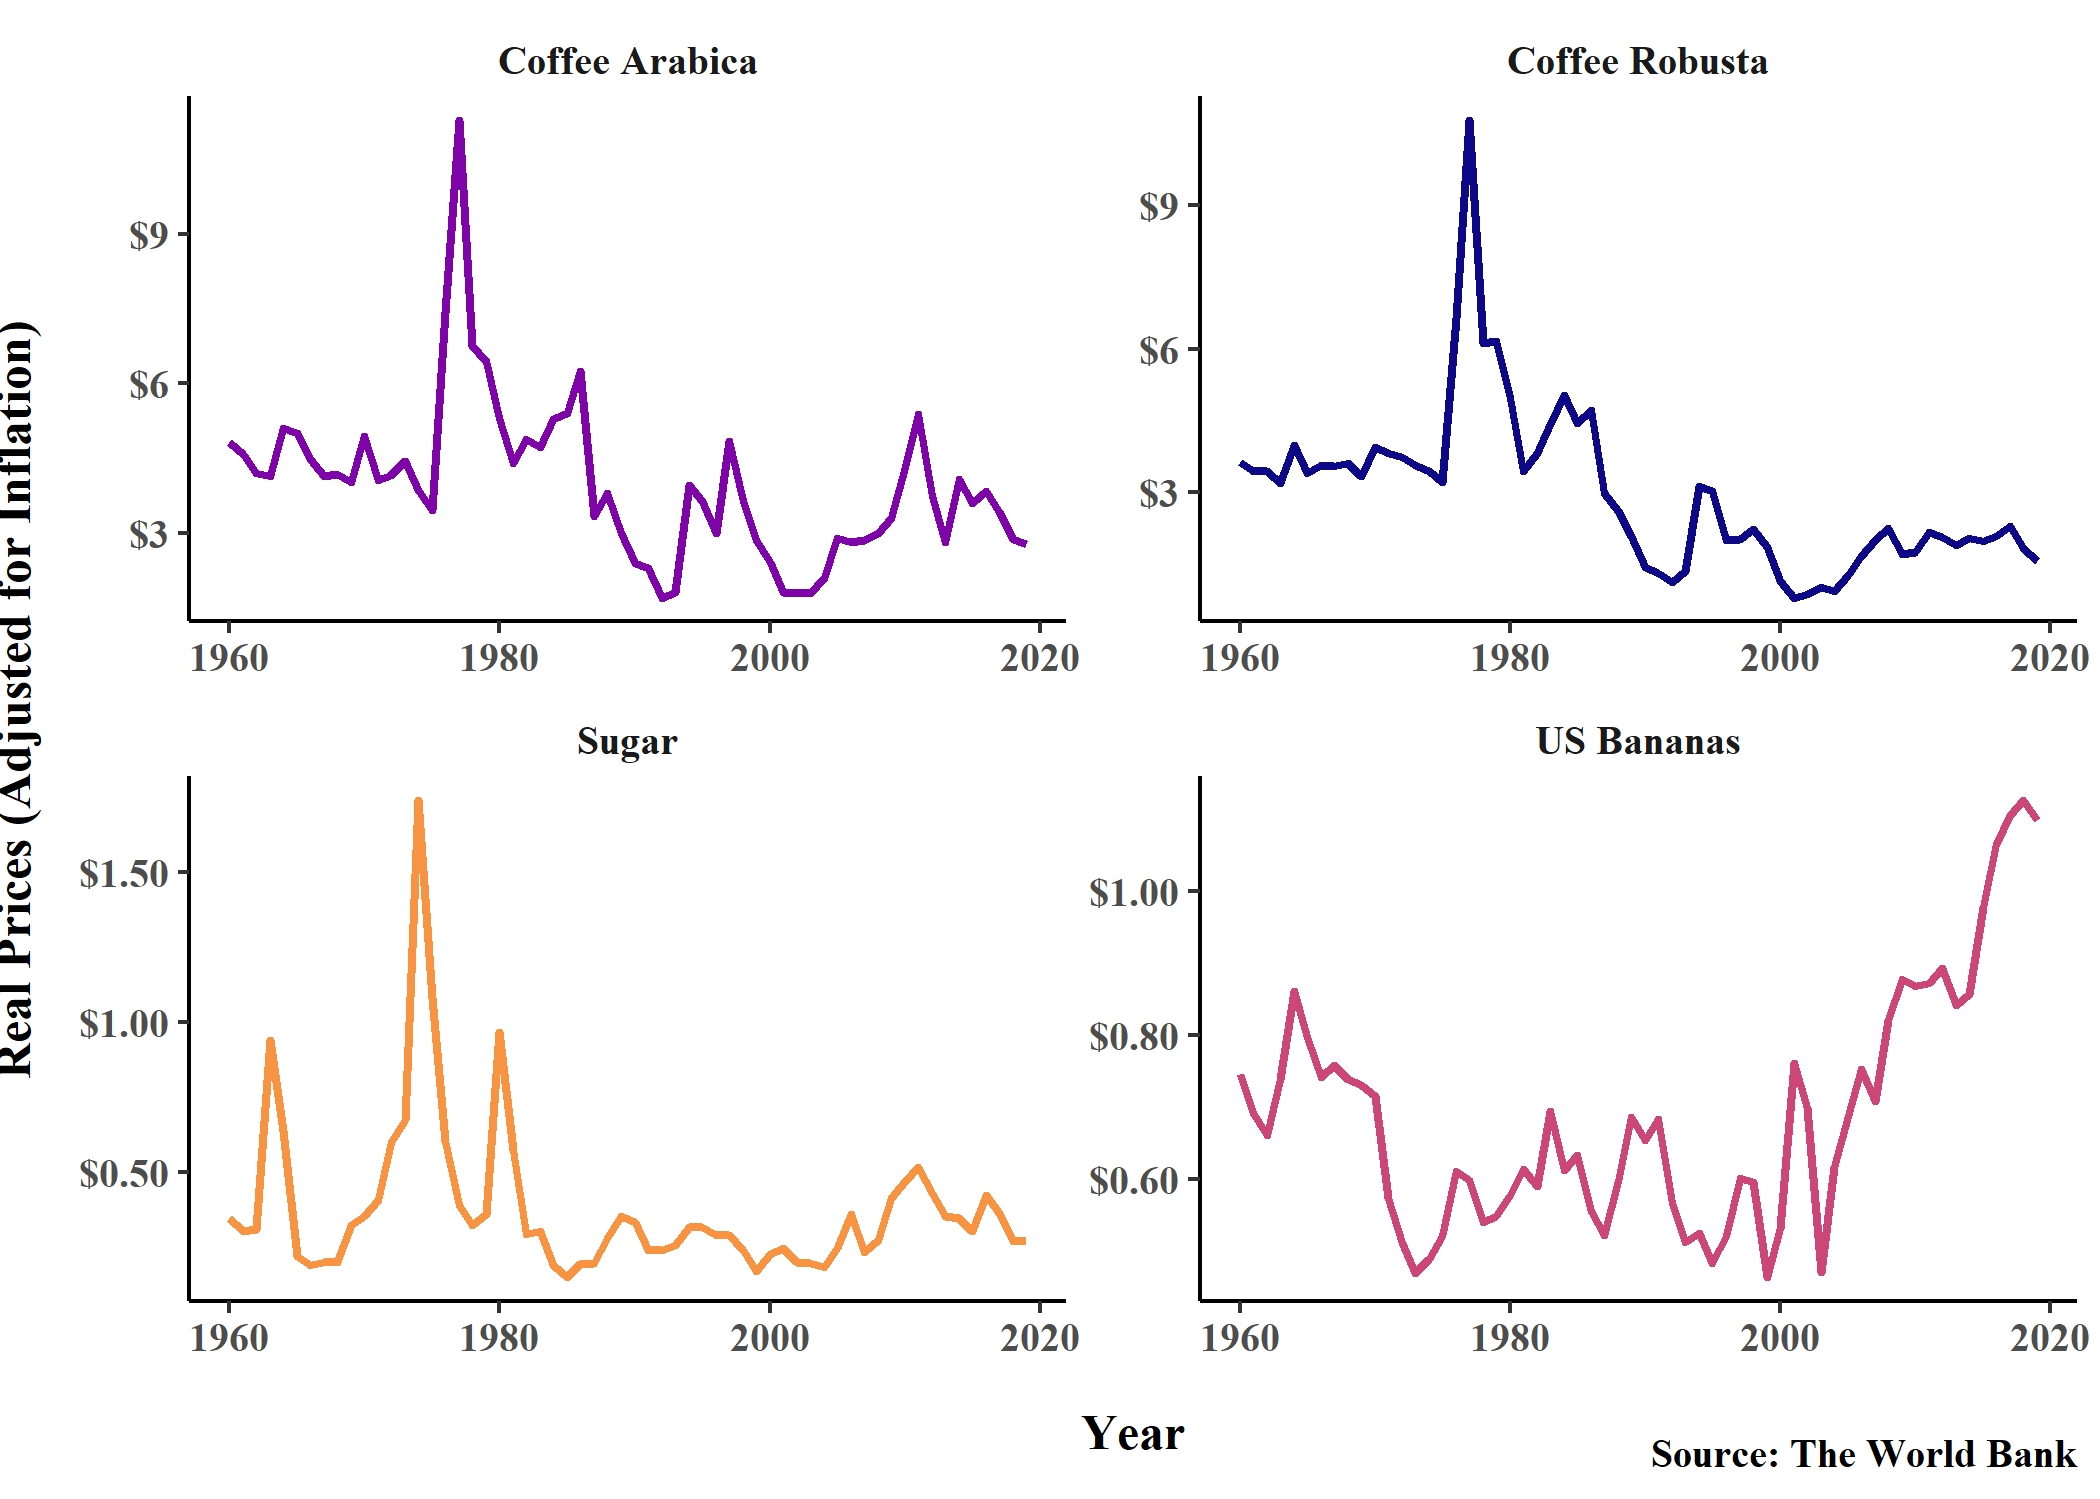 Coffee Arabica
Coffee Robusta
$9
$6
$3
1960 1980 2000 2020
$9
$6
$3
1960 1980 2000 2020
Real Prices (Adjusted for Inflation)
Sugar
US Bananas
$1.50
$1.00
$0.50
1960 1980 2000 2020
$1.00
$0.80
$0.60
1960 1980 2000 2020
Year
Source: The World Bank